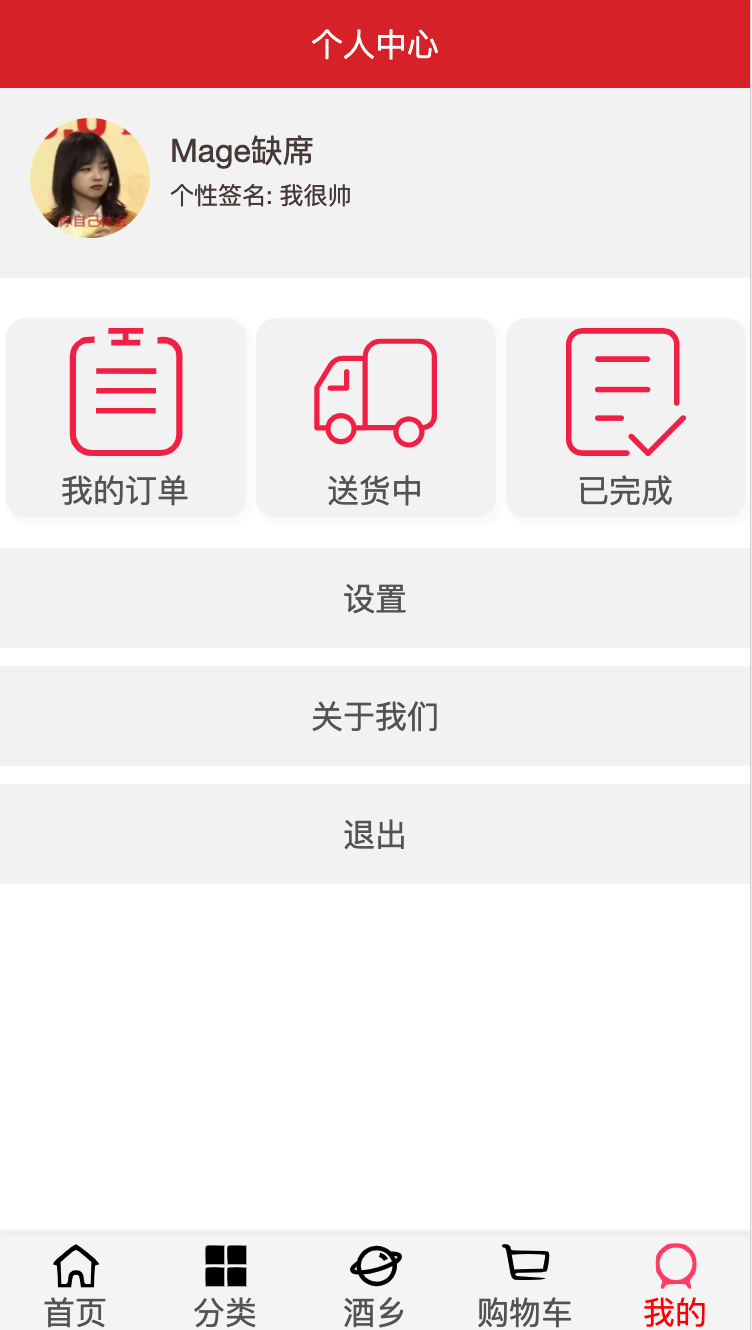 个人中心
Mage缺席
个性签名: 我很帅
我的订单
送货中
已完成
设置
关于我们
退出
首页
分类
酒乡
购物车
我的